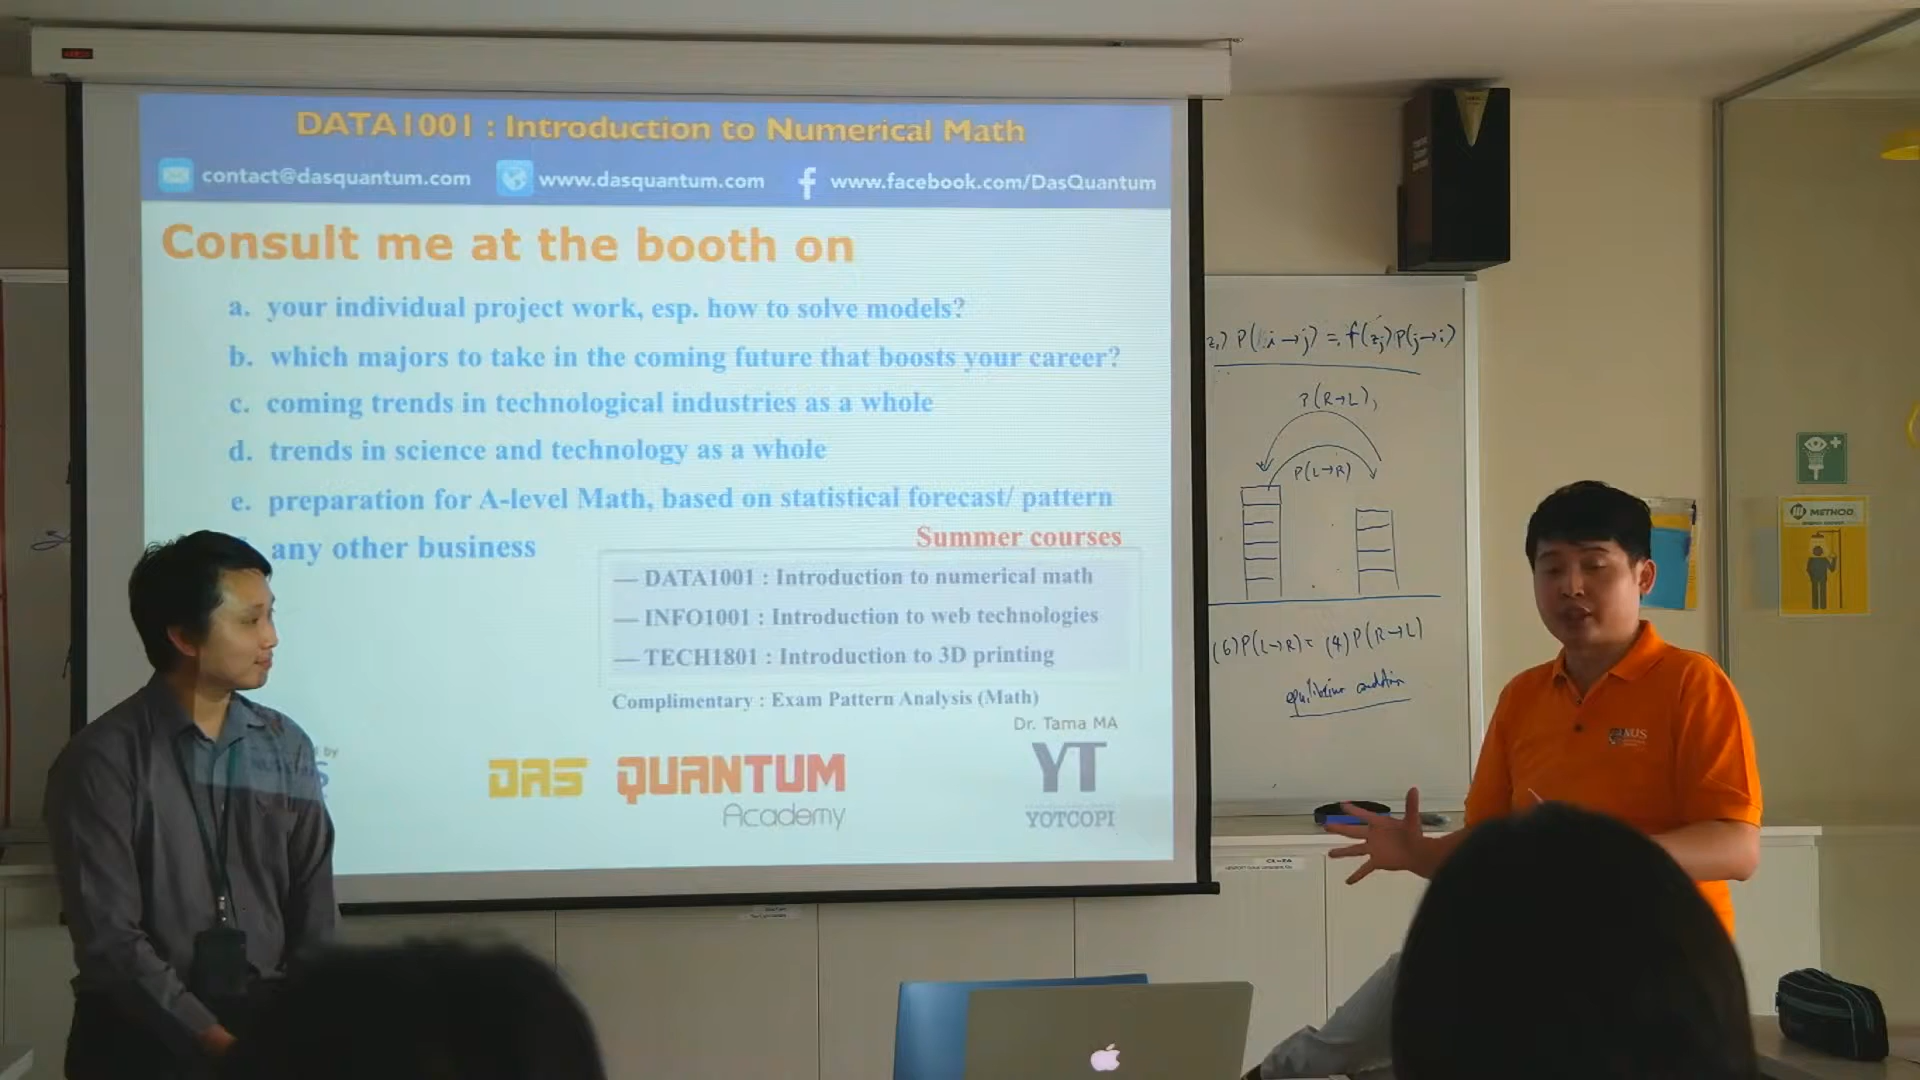 DATA1001 : Introduction to Numerical Math
contact@dasquantum.com www.dasquantum.com www.facebook.com/DasQuantum
Consult me at the booth on
a. your individual project work, esp. how to solve models?
b. which majors to take in the coming future that boosts your career?
c. coming trends in technological industries as a whole
d. trends in science and technology as a whole
e. preparation for A-level Math, based on statistical forecast/ pattern
any other business
Summer courses
— DATA1001 : Introduction to numerical math
— INFO1001 : Introduction to web technologies
— TECH1801 : Introduction to 3D printing
Complimentary : Exam Pattern Analysis (Math)
Dr. Tama MA
by
DAS QUANTUM
Academy
YT
YOTCOPI
P(i→j) = f(zj)P(j→i)
P(R→L)
P(L→R)
(6)P(L→R) = (4)P(R→L)
equilibrium condition
METHOD
NUS